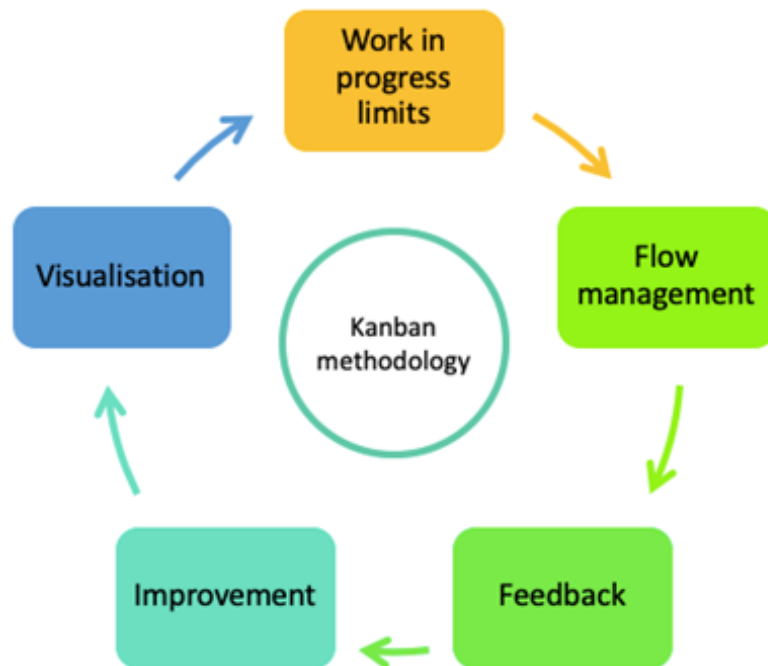 Work in
progress
limits
Visualisation
Flow
management
Kanban
methodology
Improvement
Feedback